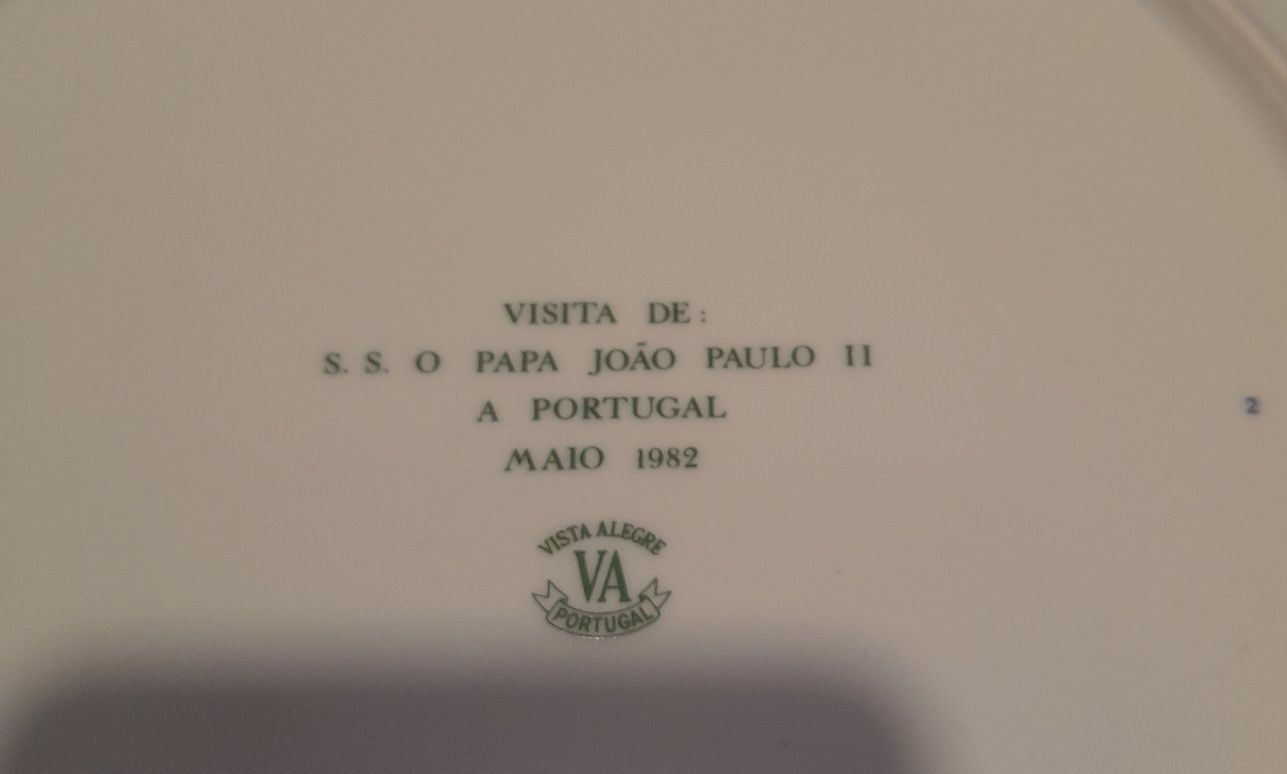 VISITA DE:
S. S. O PAPA JOÃO PAULO II
A PORTUGAL
MAIO 1982
VISTA ALEGRE
VA
PORTUGAL
2